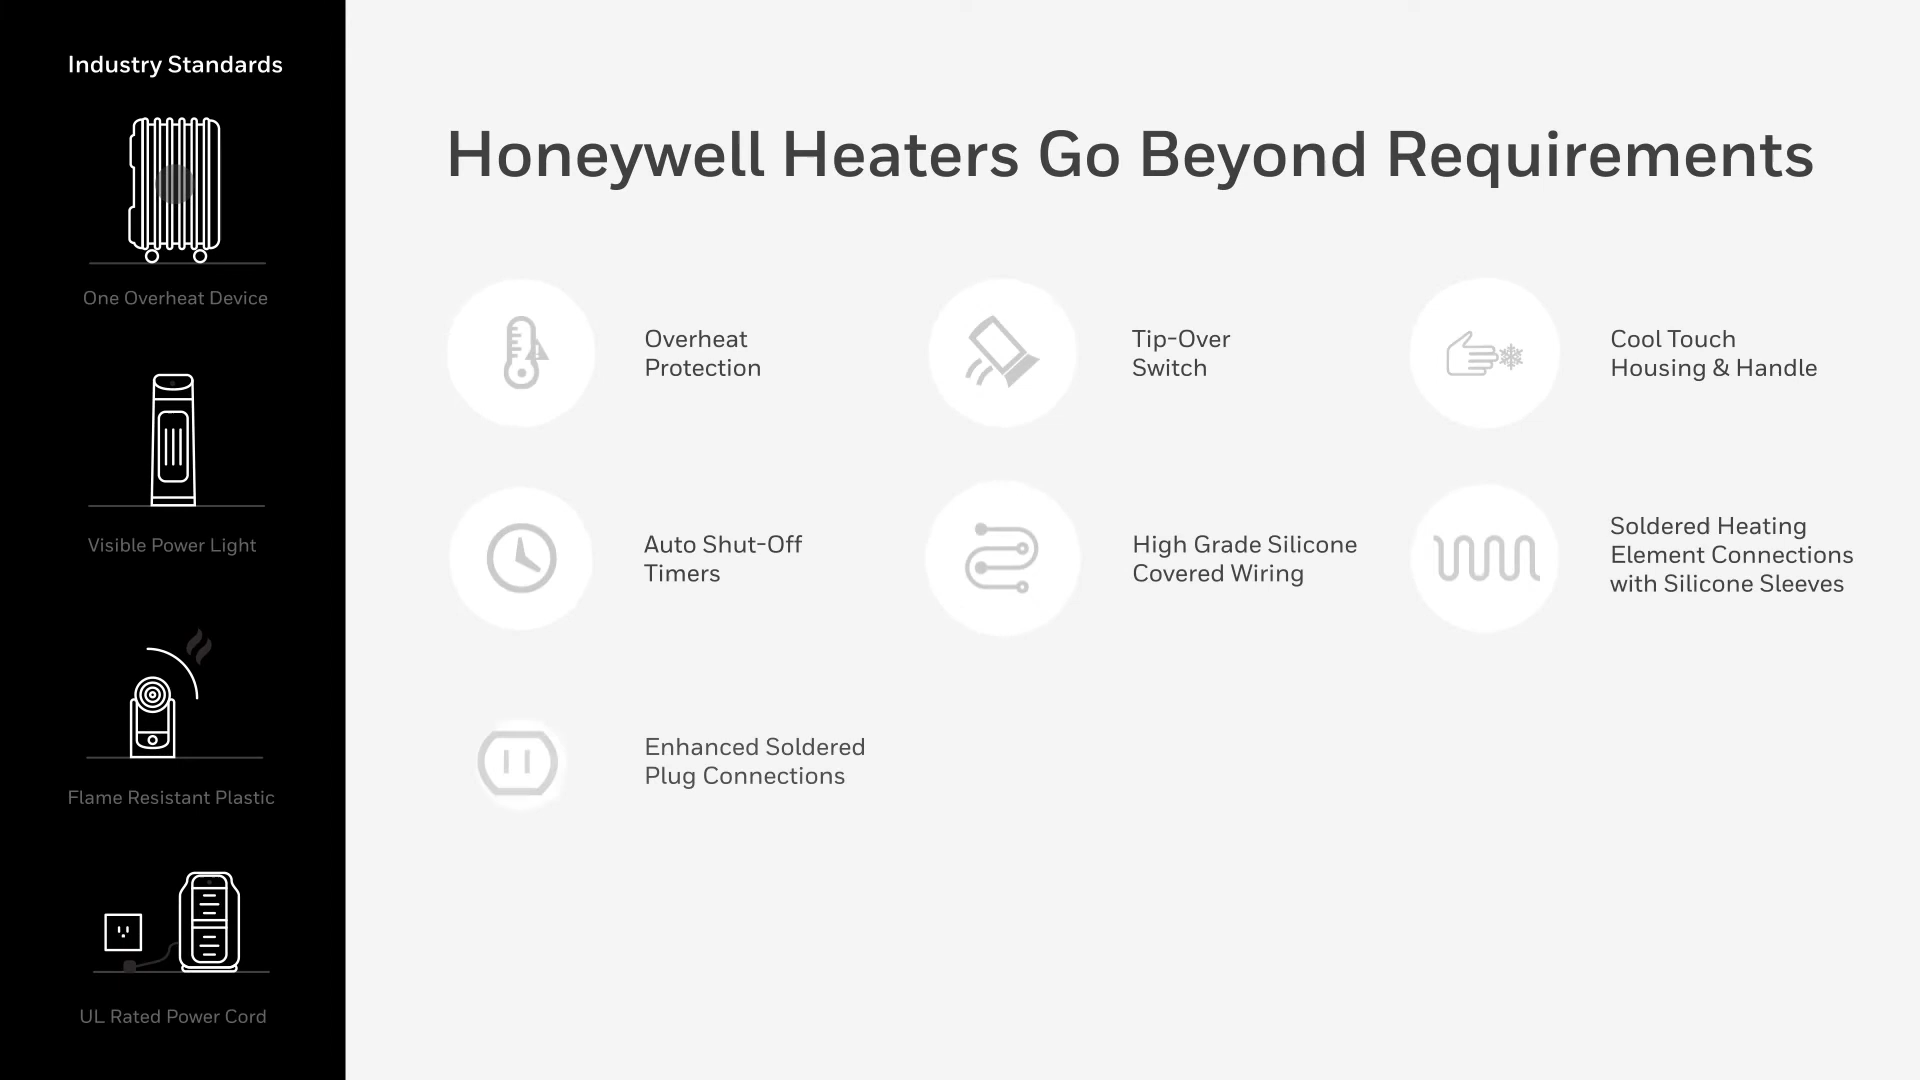 Industry Standards
One Overheat Device
Visible Power Light
Flame Resistant Plastic
UL Rated Power Cord
Honeywell Heaters Go Beyond Requirements
Overheat
Protection
Tip-Over
Switch
Cool Touch
Housing & Handle
Auto Shut-Off
Timers
High Grade Silicone
Covered Wiring
Soldered Heating
Element Connections
with Silicone Sleeves
Enhanced Soldered
Plug Connections